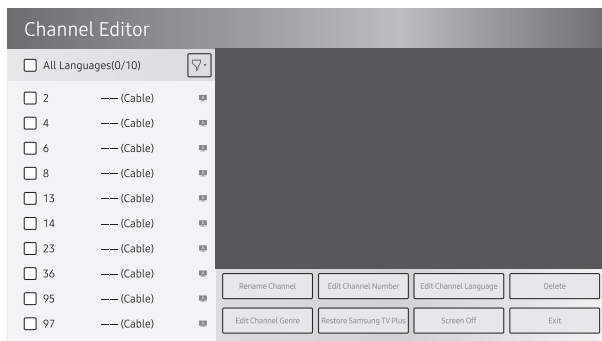 Channel Editor
All Languages(0/10)
2 —— (Cable)
4 —— (Cable)
6 —— (Cable)
8 —— (Cable)
13 —— (Cable)
14 —— (Cable)
23 —— (Cable)
36 —— (Cable)
95 —— (Cable)
97 —— (Cable)
Rename Channel Edit Channel Number Edit Channel Language Delete
Edit Channel Genre Restore Samsung TV Plus Screen Off Exit